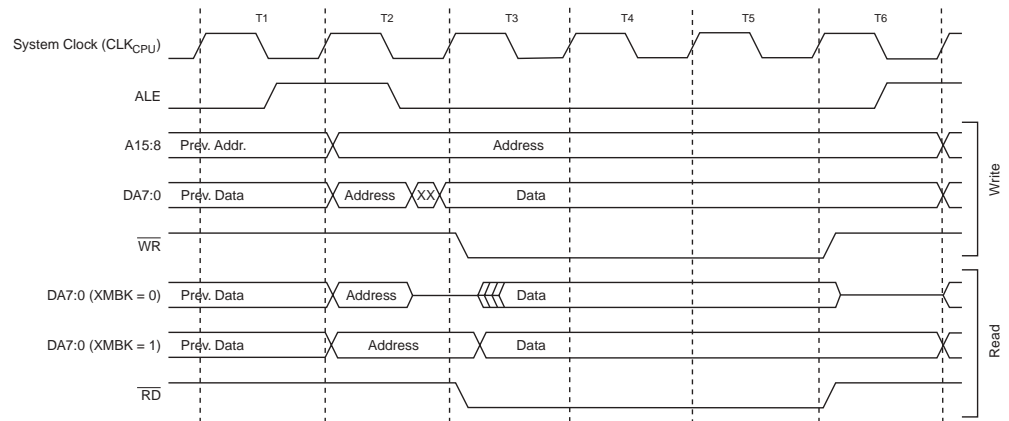 T1 T2 T3 T4 T5 T6
System Clock (CLKCPU)
ALE
A15:8 Prev. Addr. Address
DA7:0 Prev. Data Address XX Data
WR
Write
DA7:0 (XMBK = 0) Prev. Data Address Data
DA7:0 (XMBK = 1) Prev. Data Address Data
RD
Read